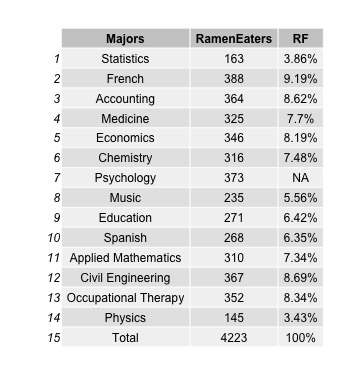 Majors RamenEaters RF
1 Statistics 163 3.86%
2 French 388 9.19%
3 Accounting 364 8.62%
4 Medicine 325 7.7%
5 Economics 346 8.19%
6 Chemistry 316 7.48%
7 Psychology 373 NA
8 Music 235 5.56%
9 Education 271 6.42%
10 Spanish 268 6.35%
11 Applied Mathematics 310 7.34%
12 Civil Engineering 367 8.69%
13 Occupational Therapy 352 8.34%
14 Physics 145 3.43%
15 Total 4223 100%